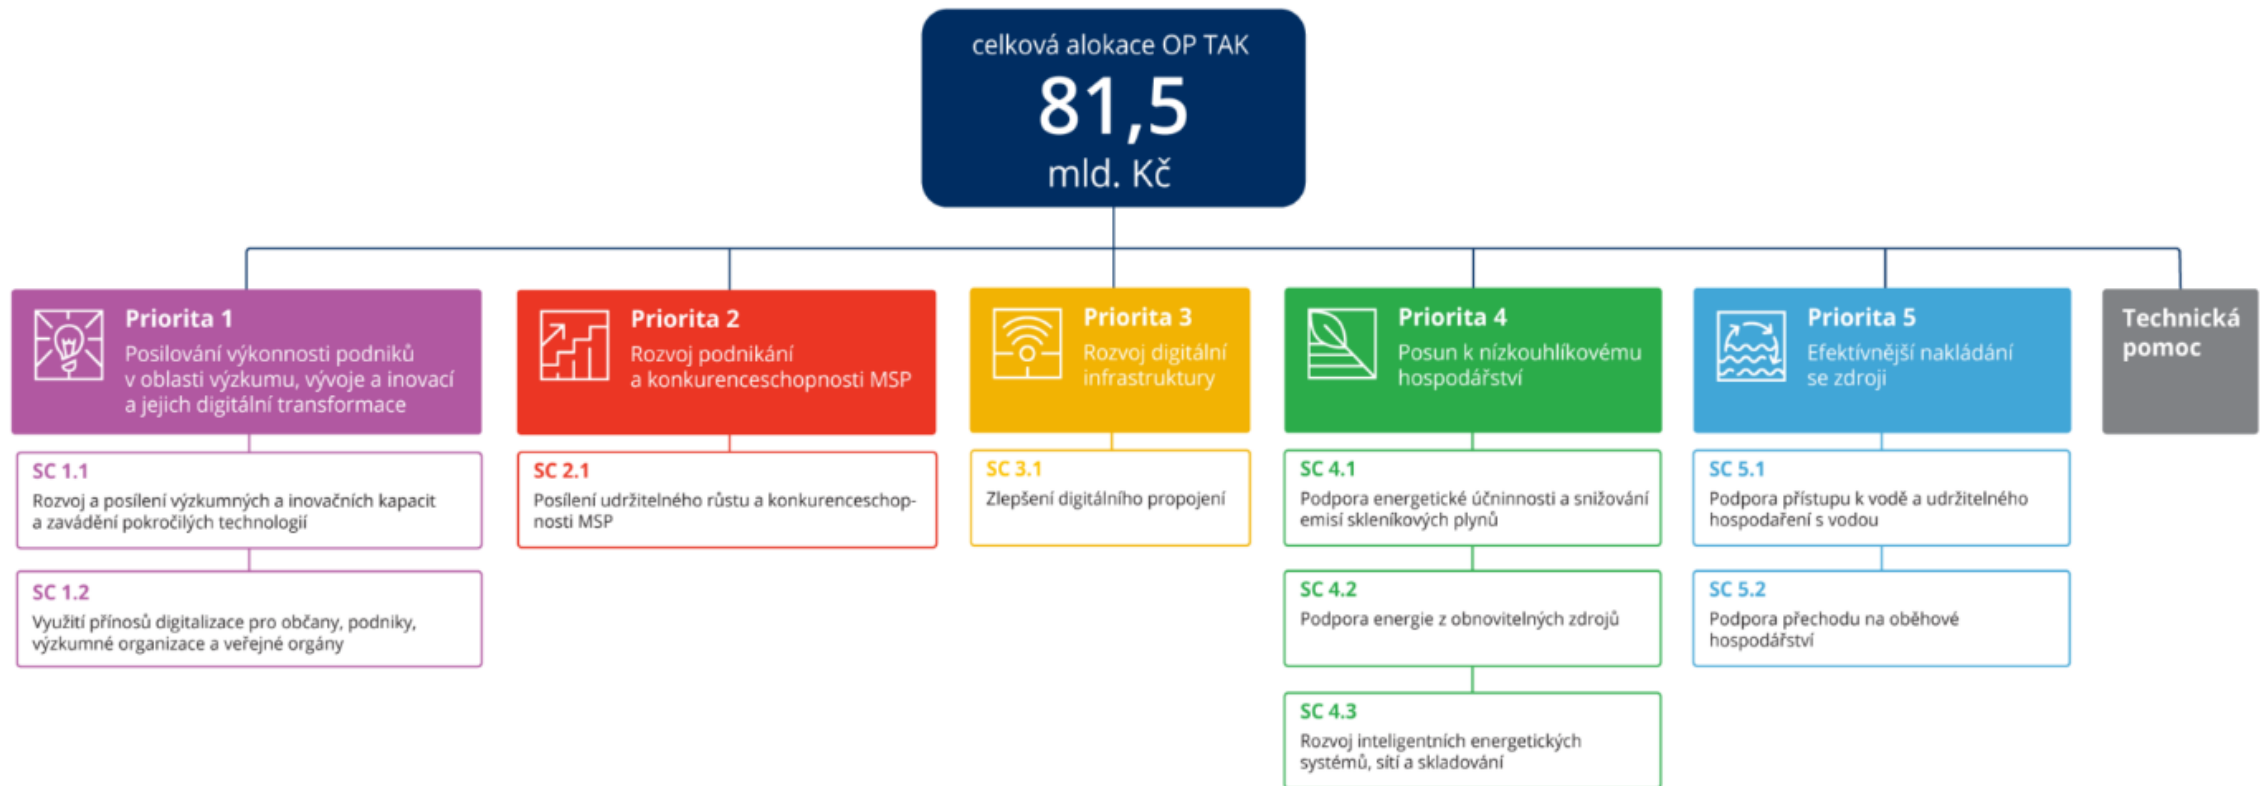 celková alokace OP TAK
81,5
mld. Kč
Priorita 1
Posilování výkonnosti podniků
v oblasti výzkumu, vývoje a inovací
a jejich digitální transformace
SC 1.1
Rozvoj a posílení výzkumných a inovačních kapacit
a zavádění pokročilých technologií
SC 1.2
Využití přínosů digitalizace pro občany, podniky,
výzkumné organizace a veřejné orgány
Priorita 2
Rozvoj podnikání
a konkurenceschopnosti MSP
SC 2.1
Posílení udržitelného růstu a konkurenceschop-
nosti MSP
Priorita 3
Rozvoj digitální
infrastruktury
SC 3.1
Zlepšení digitálního propojení
Priorita 4
Posun k nízkouhlíkovému
hospodářství
SC 4.1
Podpora energetické účninnosti a snižování
emisí skleníkových plynů
SC 4.2
Podpora energie z obnovitelných zdrojů
SC 4.3
Rozvoj inteligentních energetických
systémů, sítí a skladování
Priorita 5
Efektívnější nakládání
se zdroji
SC 5.1
Podpora přístupu k vodě a udržitelného
hospodaření s vodou
SC 5.2
Podpora přechodu na oběhové
hospodářství
Technická
pomoc